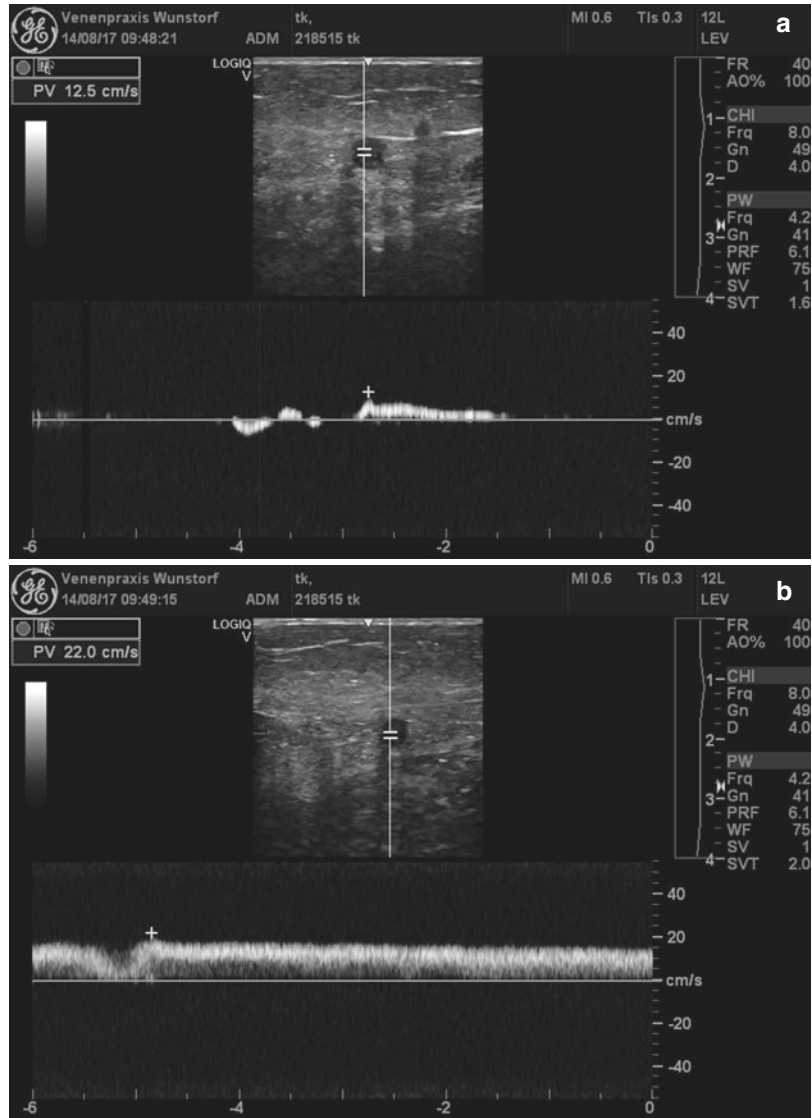 a
Venenpraxis Wunstorf tk, MI 0.6 TIs 0.3 12L
14/08/17 09:48:21 ADM 218515 tk LEV
PV 12.5 cm/s
LOGIQ
V
FR 40
AO% 100
CHI
Frq 8.0
Gn 49
D 4.0
PW
Frq 4.2
Gn 41
PRF 6.1
WF 75
SV 1
SVT 1.6
1
2
3
4
40
20
cm/s
-20
-40
-6 -4 -2 0
b
Venenpraxis Wunstorf tk, MI 0.6 TIs 0.3 12L
14/08/17 09:49:15 ADM 218515 tk LEV
PV 22.0 cm/s
LOGIQ
V
FR 40
AO% 100
CHI
Frq 8.0
Gn 49
D 4.0
PW
Frq 4.2
Gn 41
PRF 6.1
WF 75
SV 1
SVT 2.0
1
2
3
4
40
20
cm/s
-20
-40
-6 -4 -2 0